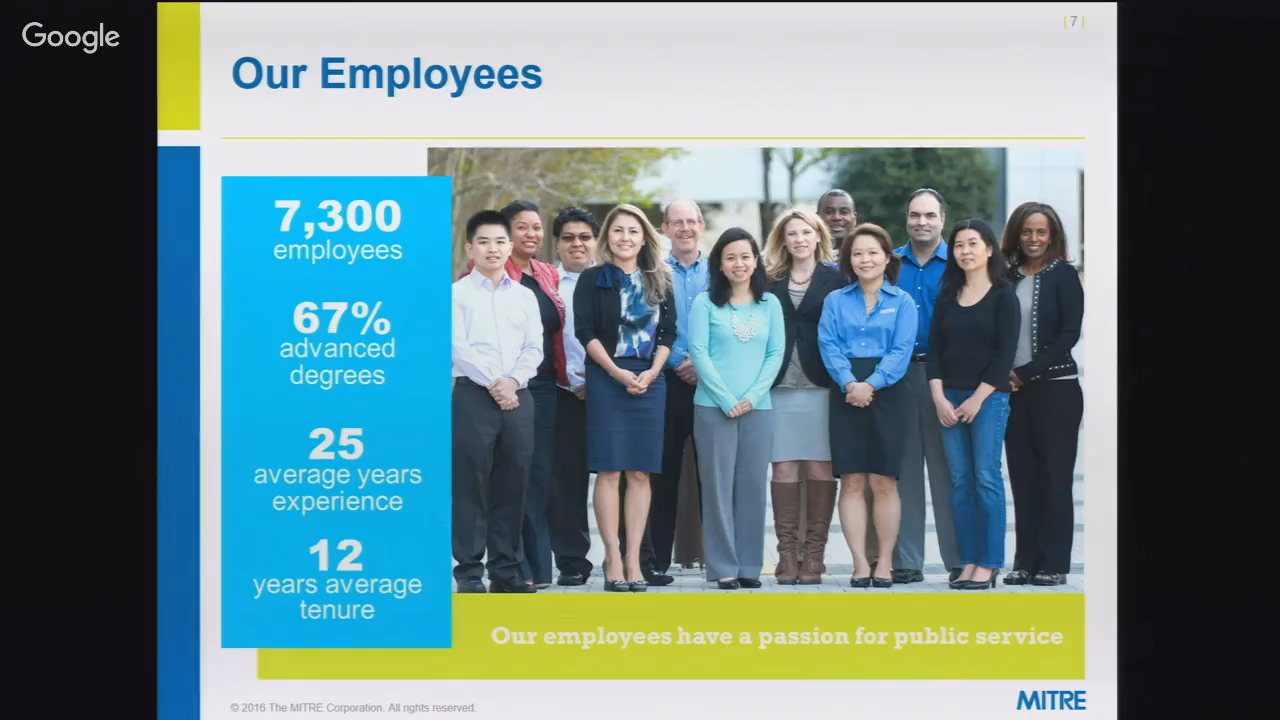 Google
| 7 |
Our Employees
7,300
employees
67%
advanced
degrees
25
average years
experience
12
years average
tenure
Our employees have a passion for public service
© 2016 The MITRE Corporation. All rights reserved.
MITRE